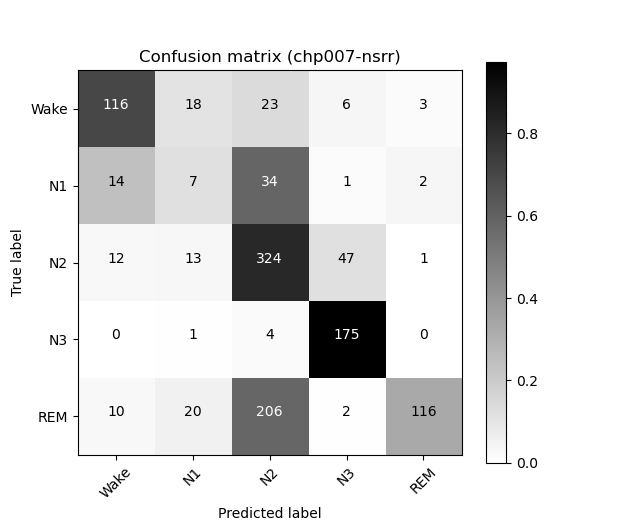 Confusion matrix (chp007-nsrr)
Wake 116 18 23 6 3
N1 14 7 34 1 2
N2 12 13 324 47 1
N3 0 1 4 175 0
REM 10 20 206 2 116
Wake N1 N2 N3 REM
True label
Predicted label
0.8
0.6
0.4
0.2
0.0